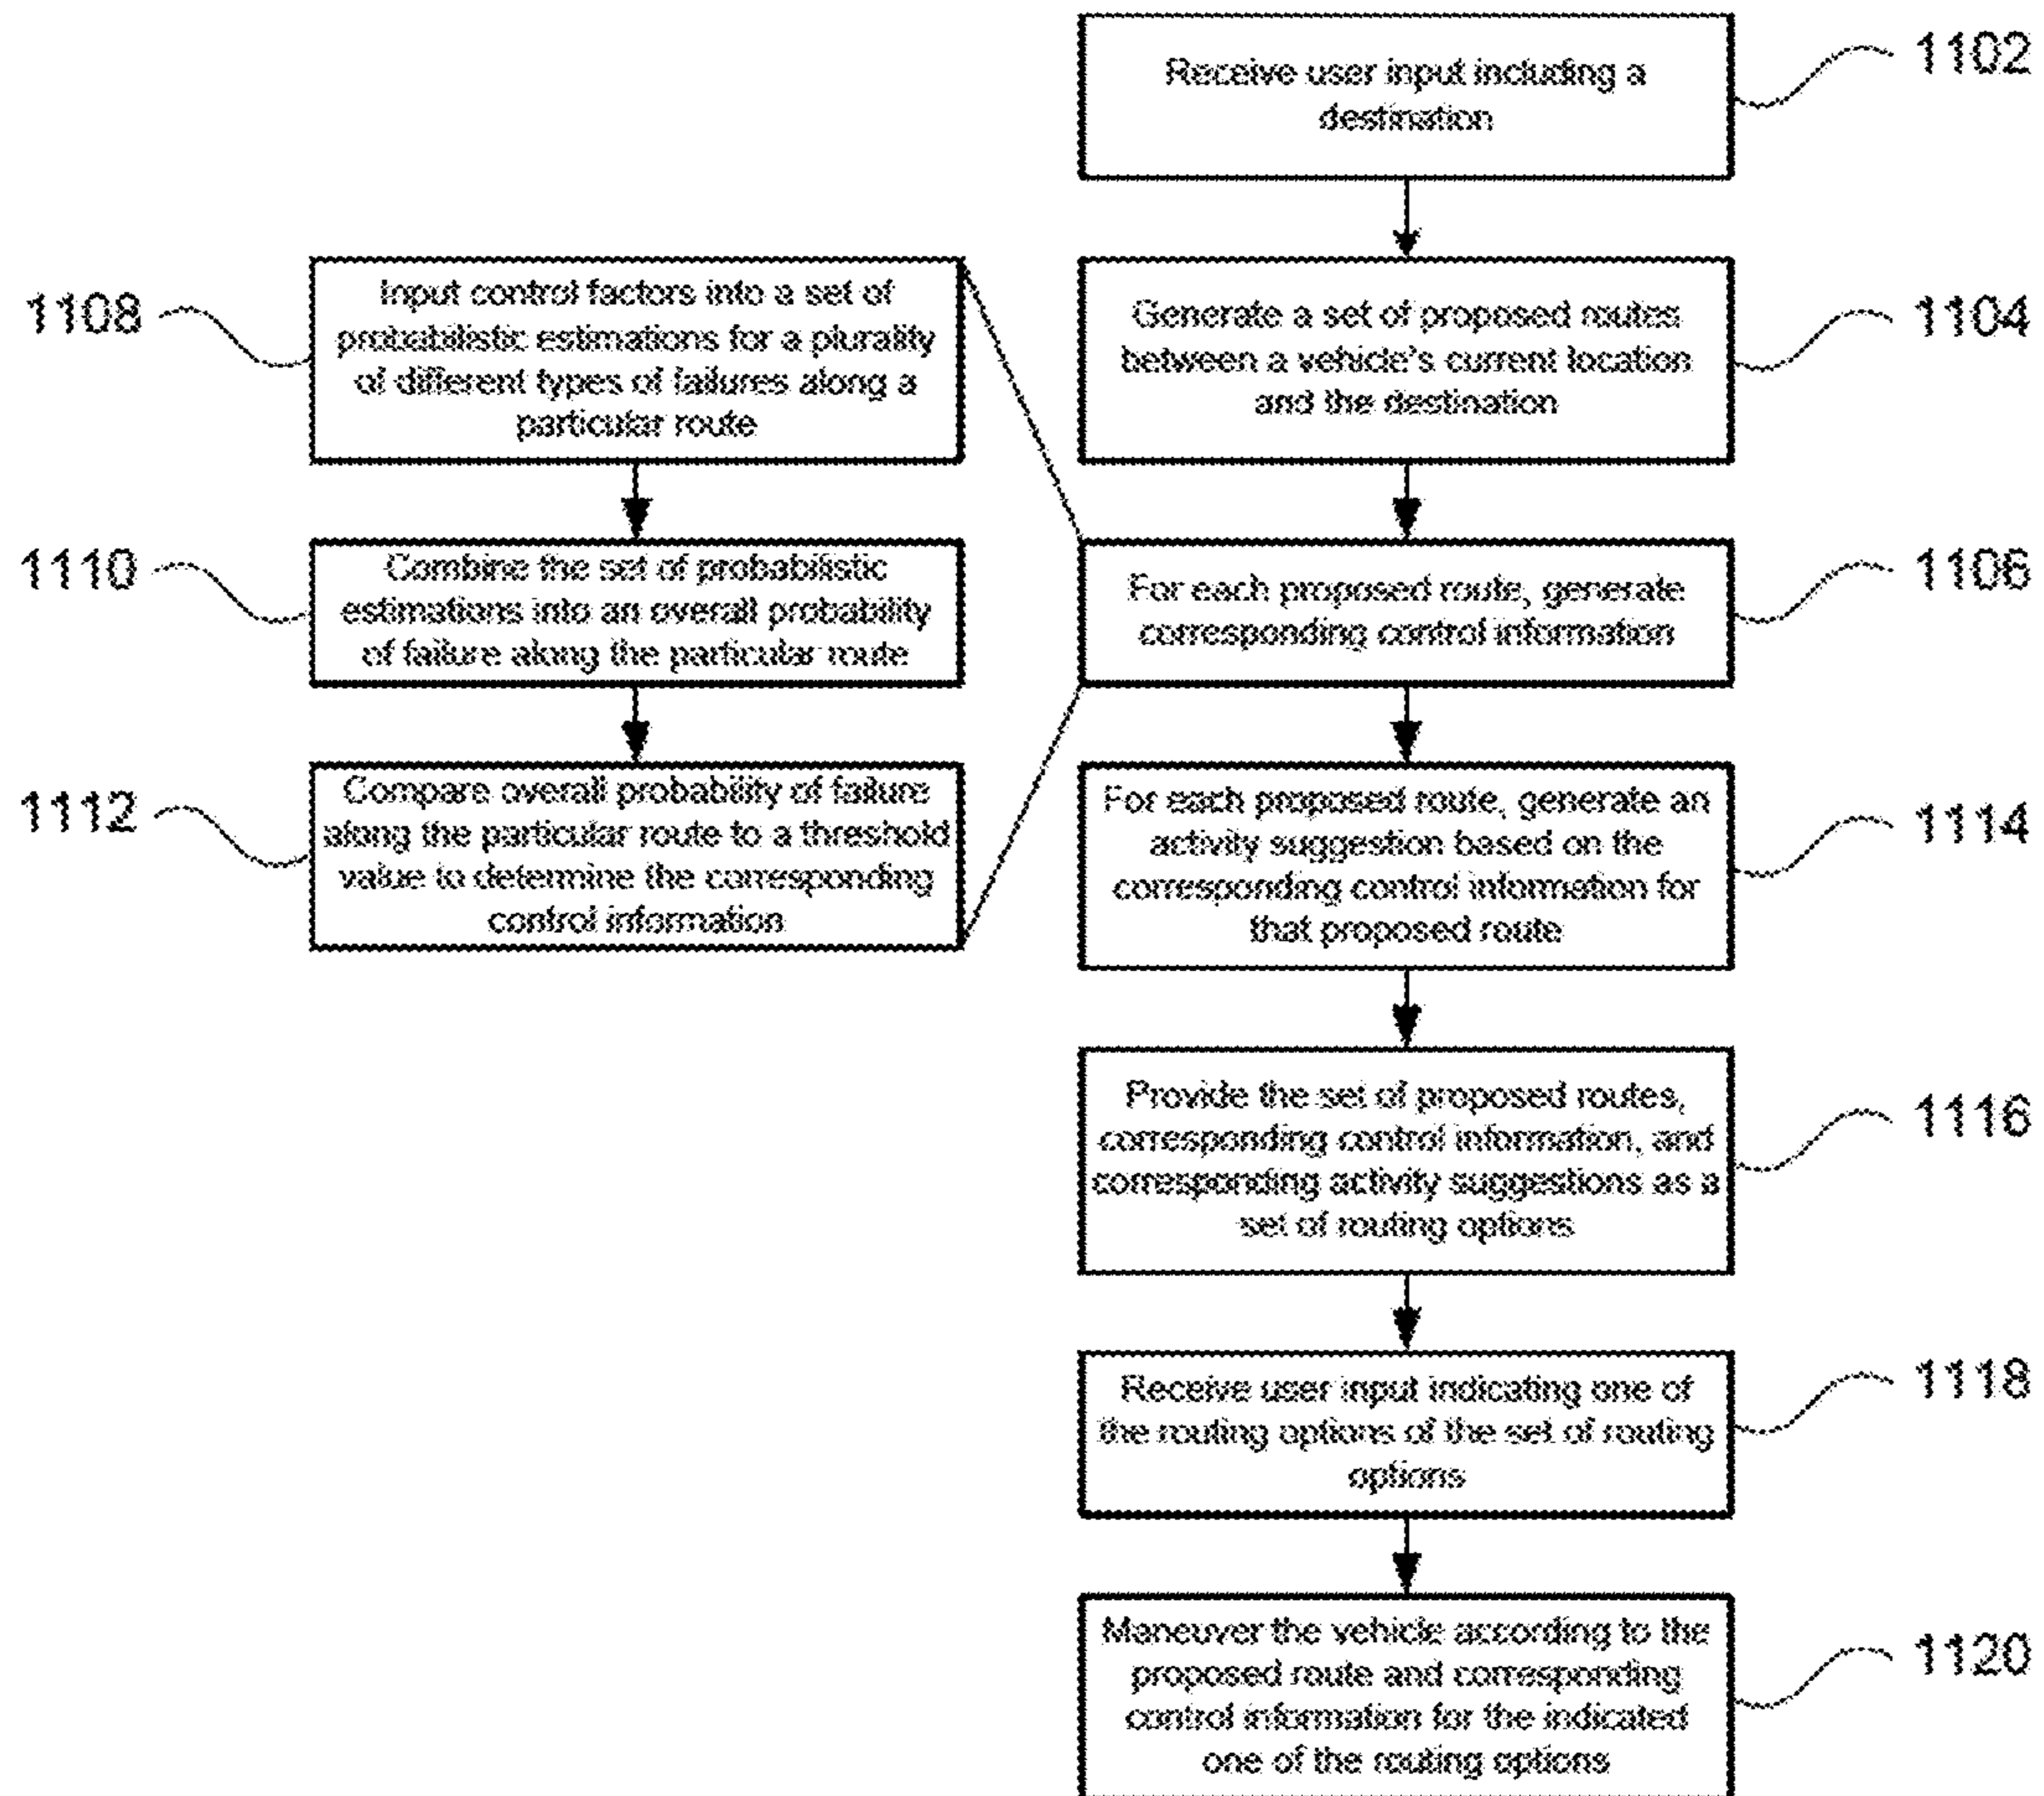 Receive user input including a
destination
1102
Generate a set of proposed routes
between a vehicle's current location
and the destination
1104
For each proposed route, generate
corresponding control information
1106
1108
Input control factors into a set of
probabilistic estimations for a plurality
of different types of failures along a
particular route
1110
Combine the set of probabilistic
estimations into an overall probability
of failure along the particular route
1112
Compare overall probability of failure
along the particular route to a threshold
value to determine the corresponding
control information
For each proposed route, generate an
activity suggestion based on the
corresponding control information for
that proposed route
1114
Provide the set of proposed routes,
corresponding control information, and
corresponding activity suggestions as a
set of routing options
1116
Receive user input indicating one of
the routing options of the set of routing
options
1118
Maneuver the vehicle according to the
proposed route and corresponding
control information for the indicated
one of the routing options
1120